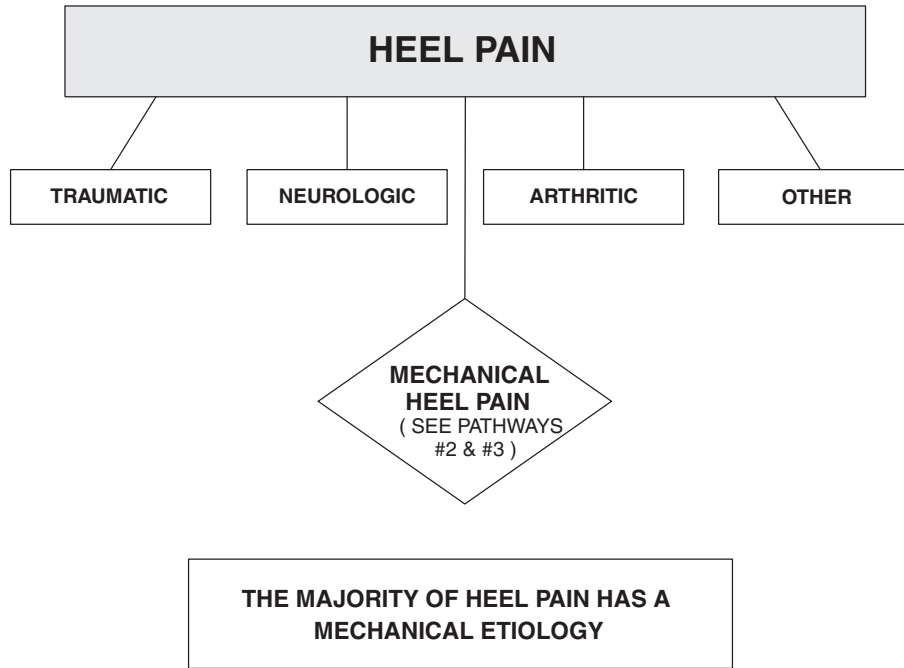 HEEL PAIN
TRAUMATIC
NEUROLOGIC
ARTHRITIC
OTHER
MECHANICAL
HEEL PAIN
( SEE PATHWAYS
#2 & #3 )
THE MAJORITY OF HEEL PAIN HAS A
MECHANICAL ETIOLOGY